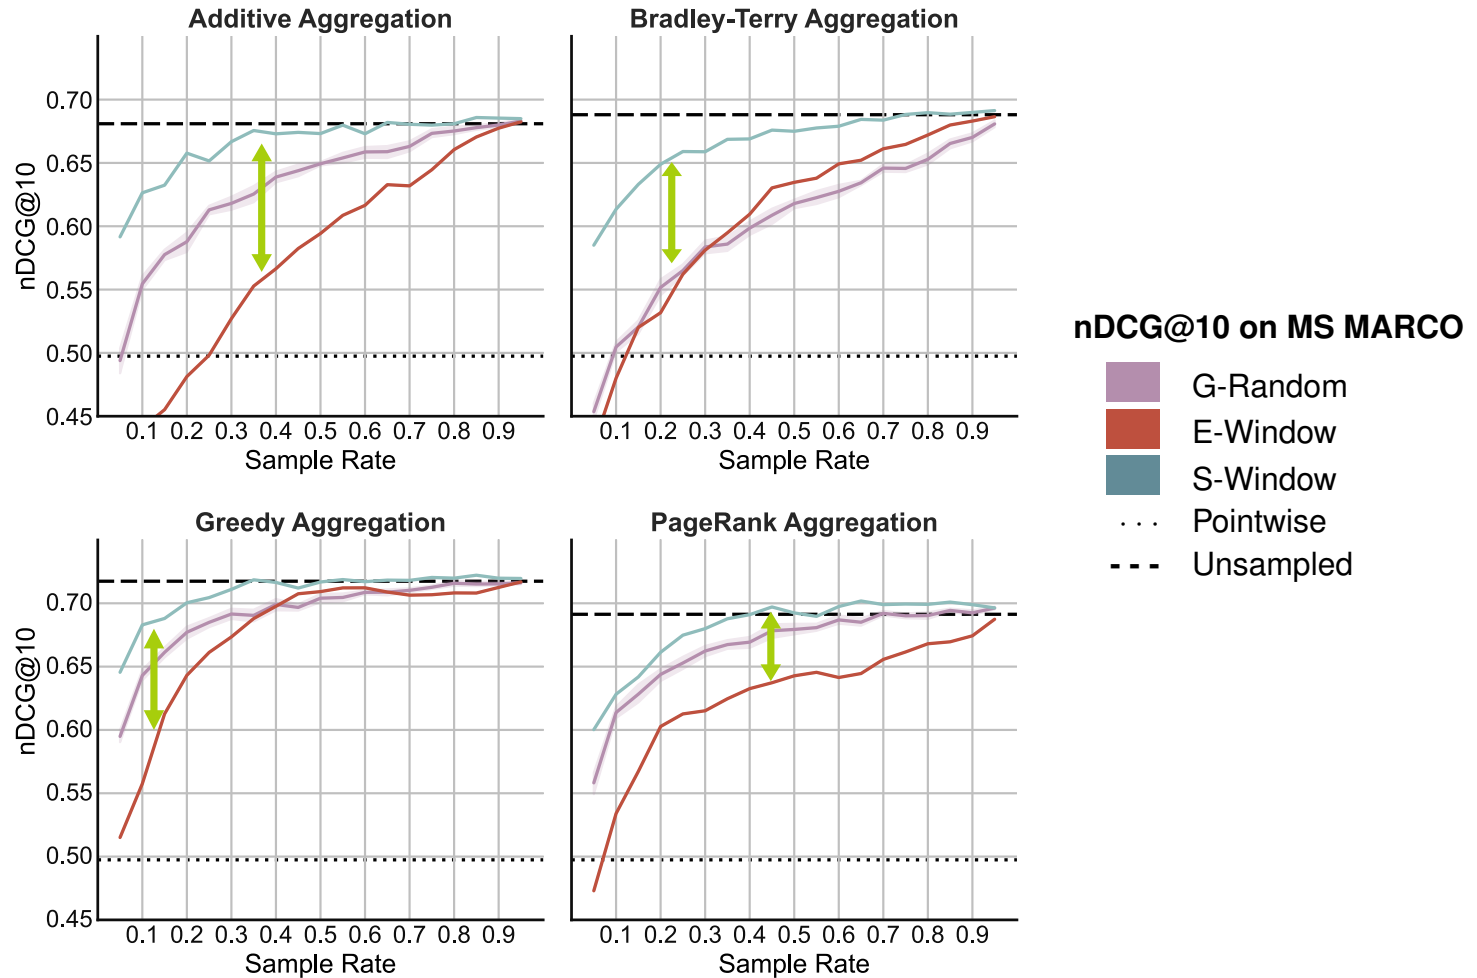 Additive Aggregation
nDCG@10
0.70
0.65
0.60
0.55
0.50
0.45
0.1 0.2 0.3 0.4 0.5 0.6 0.7 0.8 0.9
Sample Rate
Bradley-Terry Aggregation
0.1 0.2 0.3 0.4 0.5 0.6 0.7 0.8 0.9
Sample Rate
Greedy Aggregation
nDCG@10
0.70
0.65
0.60
0.55
0.50
0.45
0.1 0.2 0.3 0.4 0.5 0.6 0.7 0.8 0.9
Sample Rate
PageRank Aggregation
0.1 0.2 0.3 0.4 0.5 0.6 0.7 0.8 0.9
Sample Rate
nDCG@10 on MS MARCO
G-Random
E-Window
S-Window
Pointwise
Unsampled